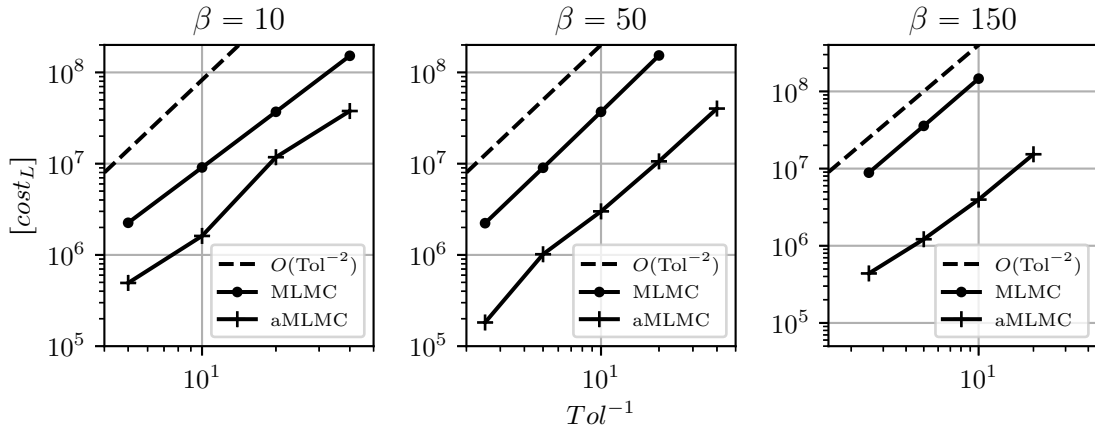 β = 10
β = 50
β = 150
[cost_L]
10^8
10^7
10^6
10^5
10^1
O(Tol^{-2})
MLMC
aMLMC
10^8
10^7
10^6
10^5
10^1
O(Tol^{-2})
MLMC
aMLMC
10^8
10^7
10^6
10^5
10^1
O(Tol^{-2})
MLMC
aMLMC
Tol^{-1}